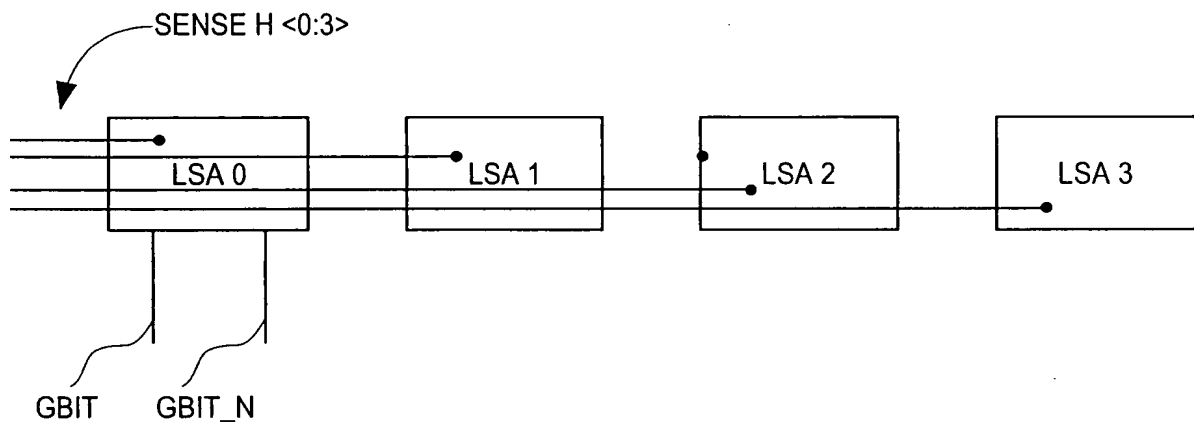 SENSE H <0:3>
LSA 0
LSA 1
LSA 2
LSA 3
GBIT
GBIT_N